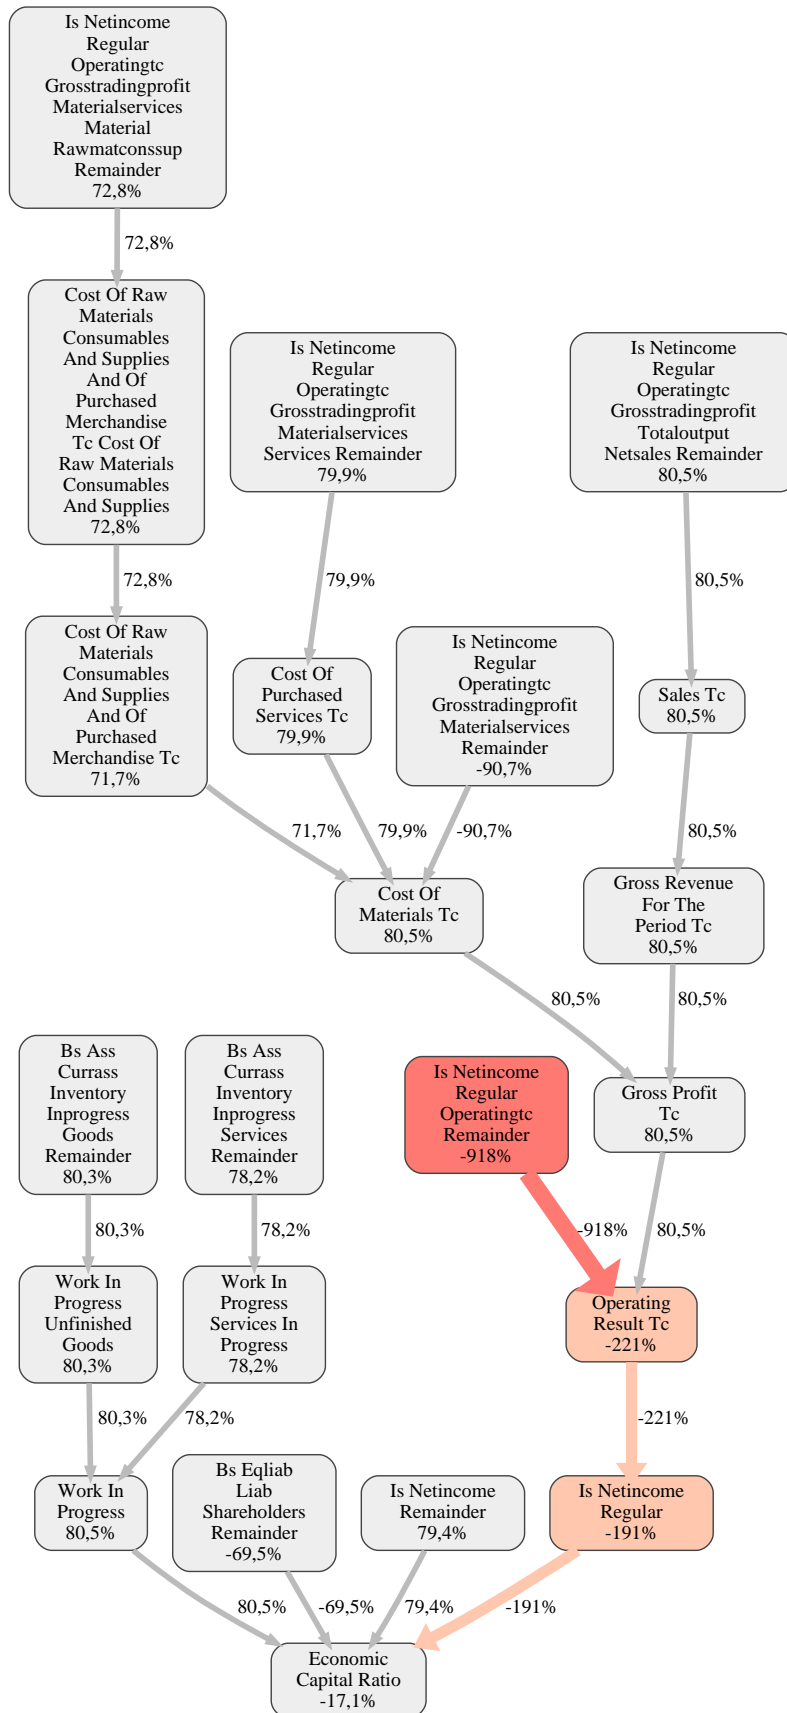 Is Netincome
Regular
Operatingtc
Grosstradingprofit
Materialservices
Material
Rawmatconssup
Remainder
72,8%
72,8%
Cost Of Raw
Materials
Consumables
And Supplies
And Of
Purchased
Merchandise
Tc Cost Of
Raw Materials
Consumables
And Supplies
72,8%
Is Netincome
Regular
Operatingtc
Grosstradingprofit
Materialservices
Services Remainder
79,9%
Is Netincome
Regular
Operatingtc
Grosstradingprofit
Totaloutput
Netsales Remainder
80,5%
72,8%
79,9%
80,5%
Cost Of Raw
Materials
Consumables
And Supplies
And Of
Purchased
Merchandise Tc
71,7%
Cost Of
Purchased
Services Tc
79,9%
Is Netincome
Regular
Operatingtc
Grosstradingprofit
Materialservices
Remainder
-90,7%
Sales Tc
80,5%
71,7%
79,9%
-90,7%
80,5%
Cost Of
Materials Tc
80,5%
Gross Revenue
For The
Period Tc
80,5%
80,5%
80,5%
Bs Ass
Currass
Inventory
Inprogress
Goods
Remainder
80,3%
Bs Ass
Currass
Inventory
Inprogress
Services
Remainder
78,2%
Is Netincome
Regular
Operatingtc
Remainder
-918%
Gross Profit
Tc
80,5%
80,3%
78,2%
-918%
80,5%
Work In
Progress
Unfinished
Goods
80,3%
Work In
Progress
Services In
Progress
78,2%
Operating
Result Tc
-221%
80,3%
78,2%
-221%
Work In
Progress
80,5%
Bs Eqliab
Liab
Shareholders
Remainder
-69,5%
Is Netincome
Remainder
79,4%
Is Netincome
Regular
-191%
80,5%
-69,5%
79,4%
-191%
Economic
Capital Ratio
-17,1%